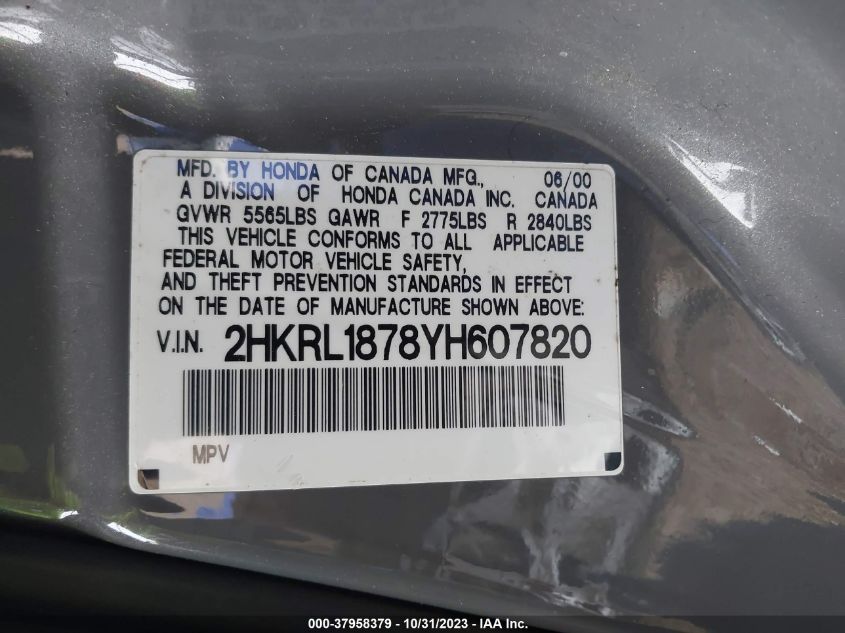 MFD. BY HONDA OF CANADA MFG., 06/00
A DIVISION OF HONDA CANADA INC. CANADA
GVWR 5565LBS GAWR F 2775LBS R 2840LBS
THIS VEHICLE CONFORMS TO ALL APPLICABLE
FEDERAL MOTOR VEHICLE SAFETY,
AND THEFT PREVENTION STANDARDS IN EFFECT
ON THE DATE OF MANUFACTURE SHOWN ABOVE:
V.I.N. 2HKRL1878YH607820
MPV
000-37958379 - 10/31/2023 - IAA Inc.